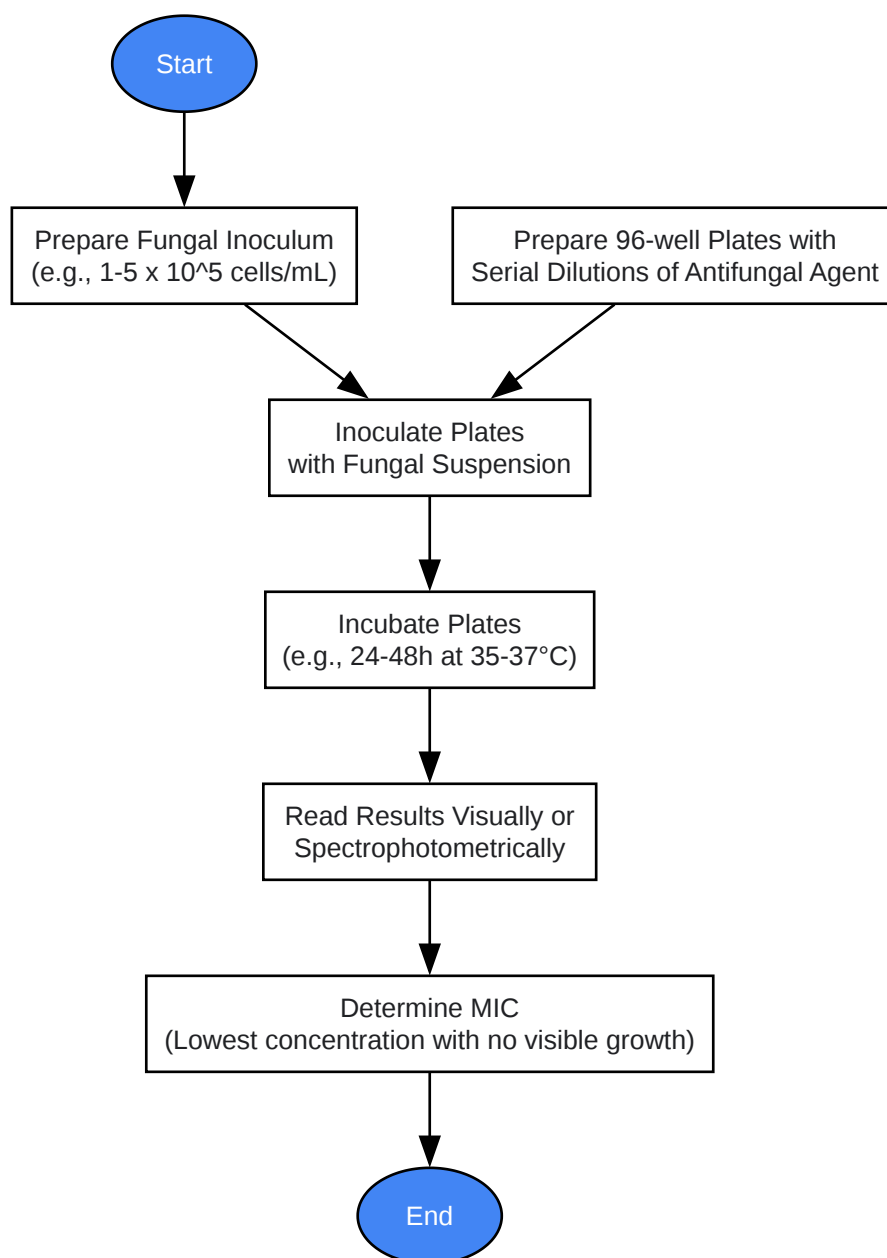 Start
Prepare Fungal Inoculum
(e.g., 1-5 x 10^5 cells/mL)
Prepare 96-well Plates with
Serial Dilutions of Antifungal Agent
Inoculate Plates
with Fungal Suspension
Incubate Plates
(e.g., 24-48h at 35-37°C)
Read Results Visually or
Spectrophotometrically
Determine MIC
(Lowest concentration with no visible growth)
End